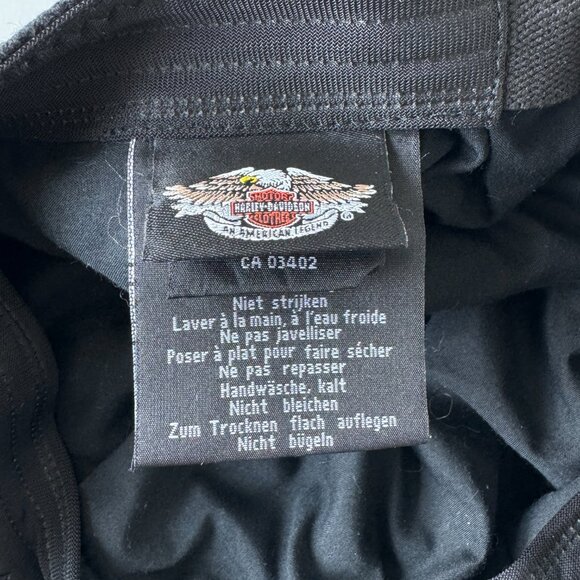 MOTOR
HARLEY-DAVIDSON
CLOTHES
AN AMERICAN LEGEND
®
CA 03402
Niet strijken
Laver à la main, à l'eau froide
Ne pas javelliser
Poser à plat pour faire sécher
Ne pas repasser
Handwäsche, kalt
Nicht bleichen
Zum Trocknen flach auflegen
Nicht bügeln